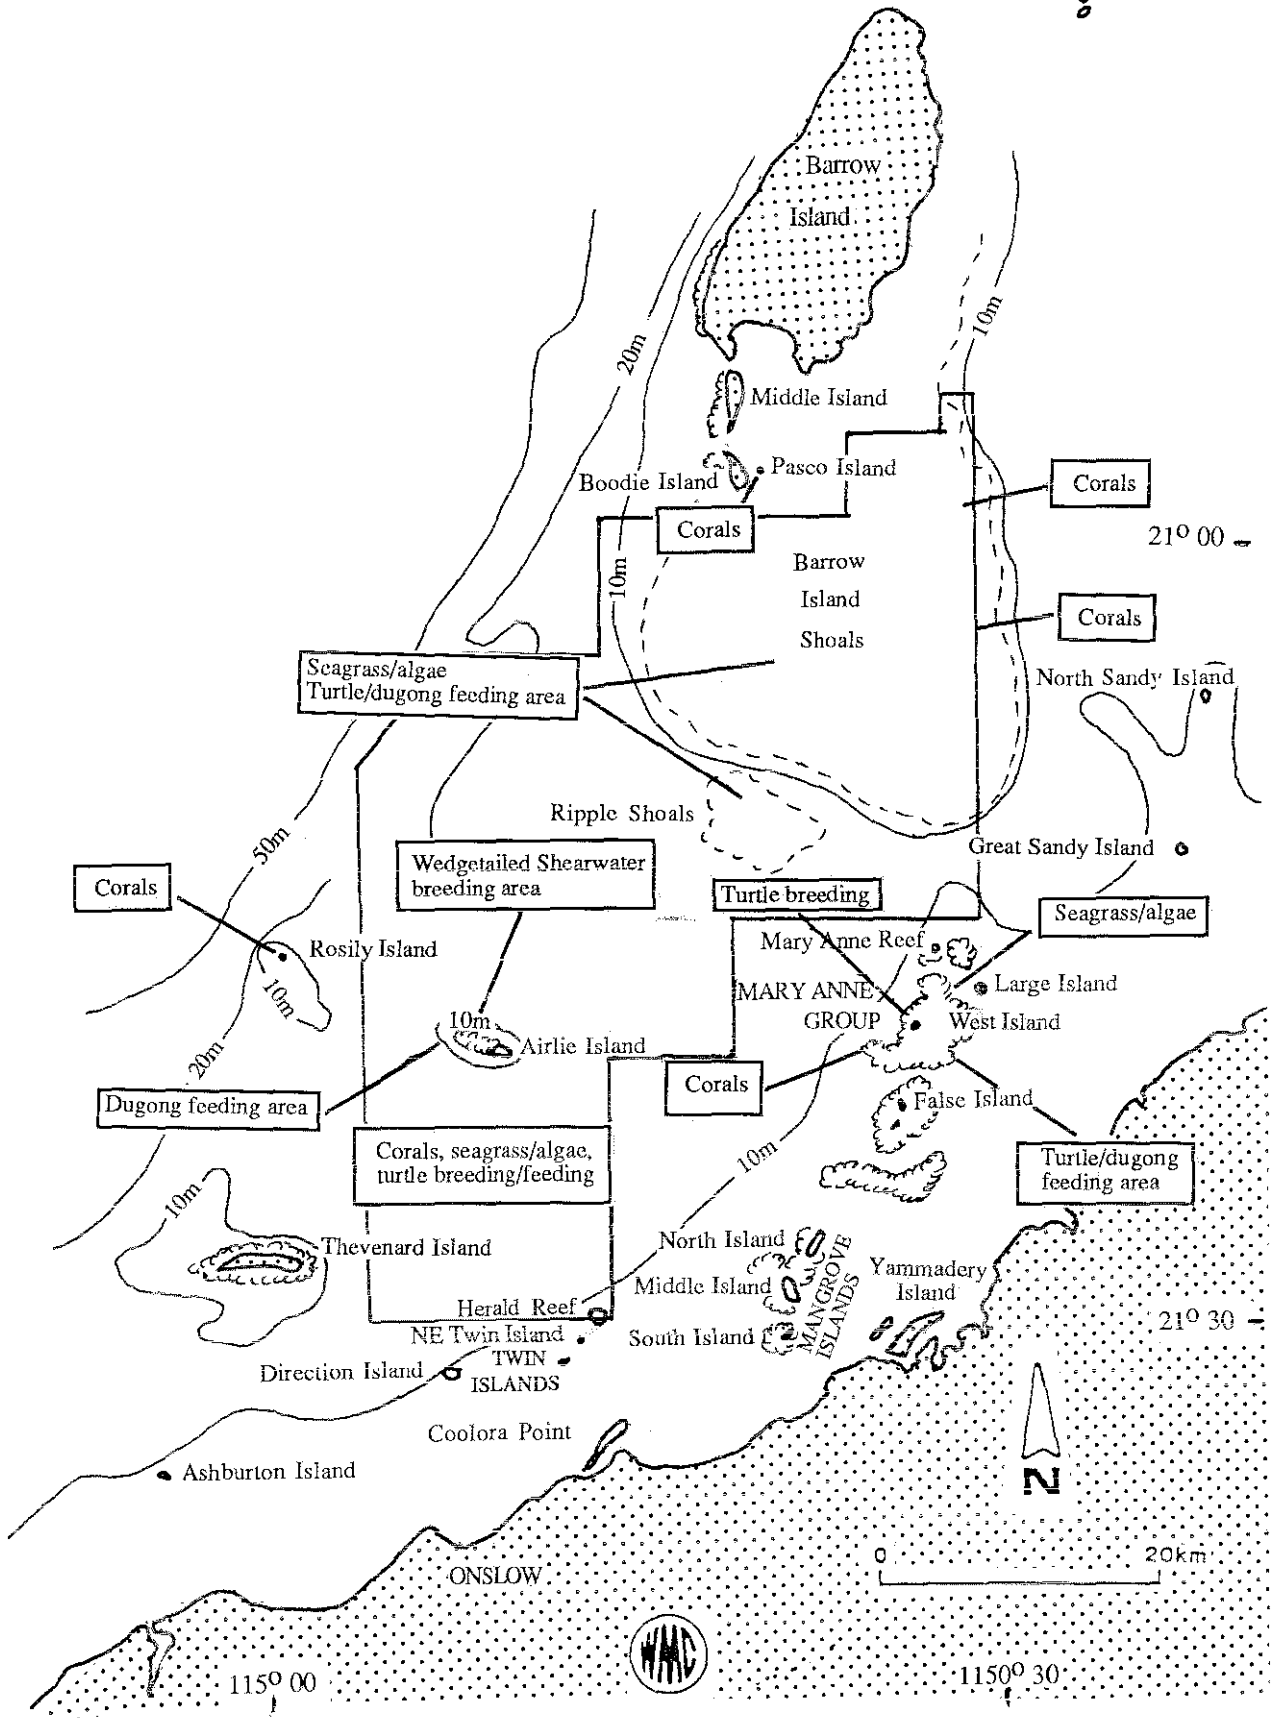 Barrow
Island
20m
10m
Middle Island
Boodie Island
Pasco Island
Corals
Corals
21° 00
10m
Barrow
Island
Shoals
Corals
Seagrass/algae
Turtle/dugong feeding area
North Sandy Island
Ripple Shoals
50m
Great Sandy Island
Wedgetailed Shearwater
breeding area
Corals
Turtle breeding
Seagrass/algae
Rosily Island
10m
Mary Anne Reef
MARY ANNE
GROUP
Large Island
West Island
10m
Airlie Island
20m
Corals
Dugong feeding area
False Island
Corals, seagrass/algae,
turtle breeding/feeding
10m
Turtle/dugong
feeding area
10m
Thevenard Island
North Island
Middle Island
South Island
MANGROVE
ISLANDS
Yammadery
Island
Herald Reef
NE Twin Island
TWIN
ISLANDS
21° 30
Direction Island
Coolora Point
Ashburton Island
N
0 20km
ONSLOW
WMC
115° 00
1150° 30